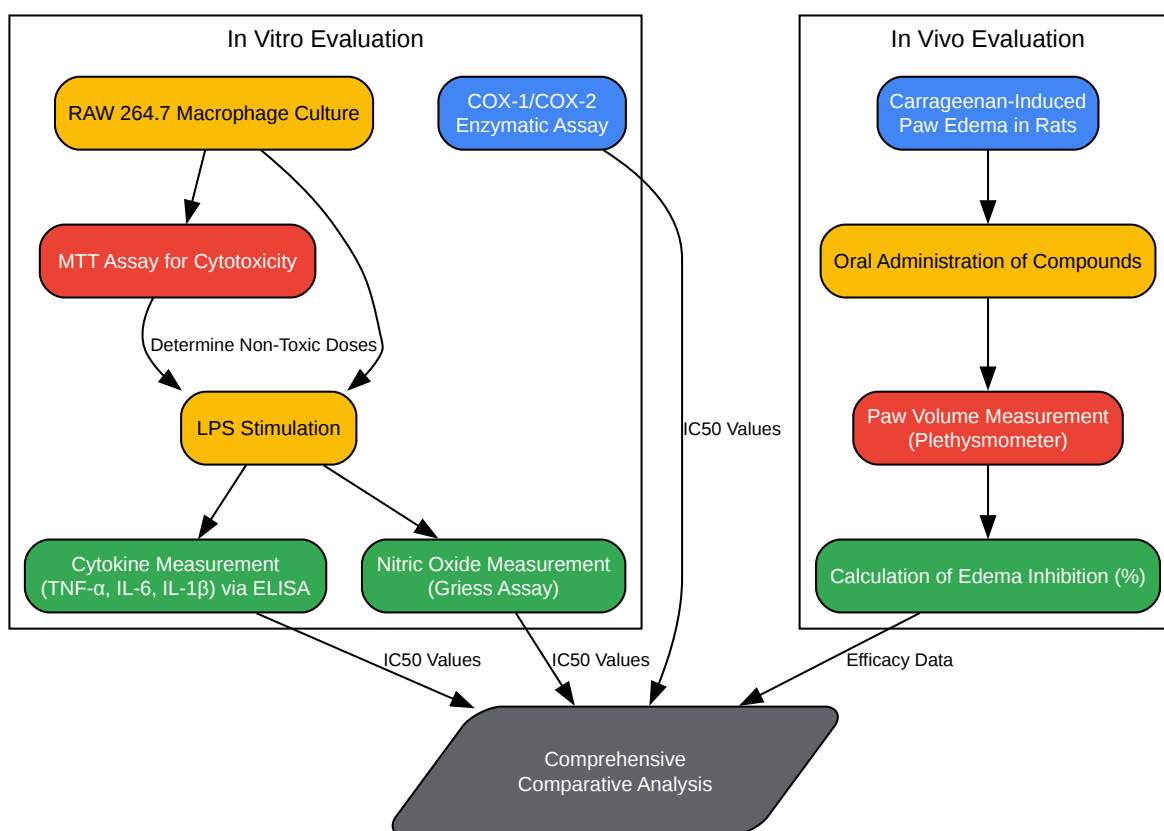 In Vitro Evaluation
RAW 264.7 Macrophage Culture
COX-1/COX-2
Enzymatic Assay
MTT Assay for Cytotoxicity
Determine Non-Toxic Doses
LPS Stimulation
IC50 Values
Cytokine Measurement
(TNF-α, IL-6, IL-1β) via ELISA
Nitric Oxide Measurement
(Griess Assay)
IC50 Values
IC50 Values
In Vivo Evaluation
Carrageenan-Induced
Paw Edema in Rats
Oral Administration of Compounds
Paw Volume Measurement
(Plethysmometer)
Calculation of Edema Inhibition (%)
Efficacy Data
Comprehensive
Comparative Analysis